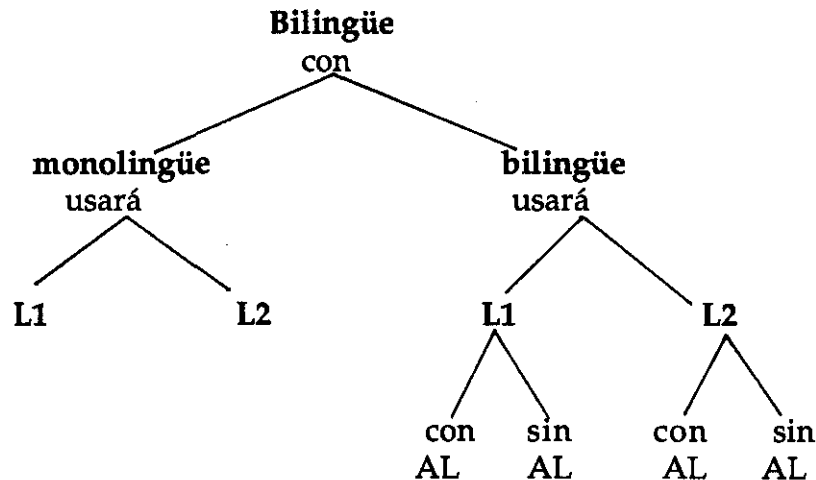 Bilingüe
con
monolingüe bilingüe
usará usará
L1 L2 L1 L2
con sin con sin
AL AL AL AL